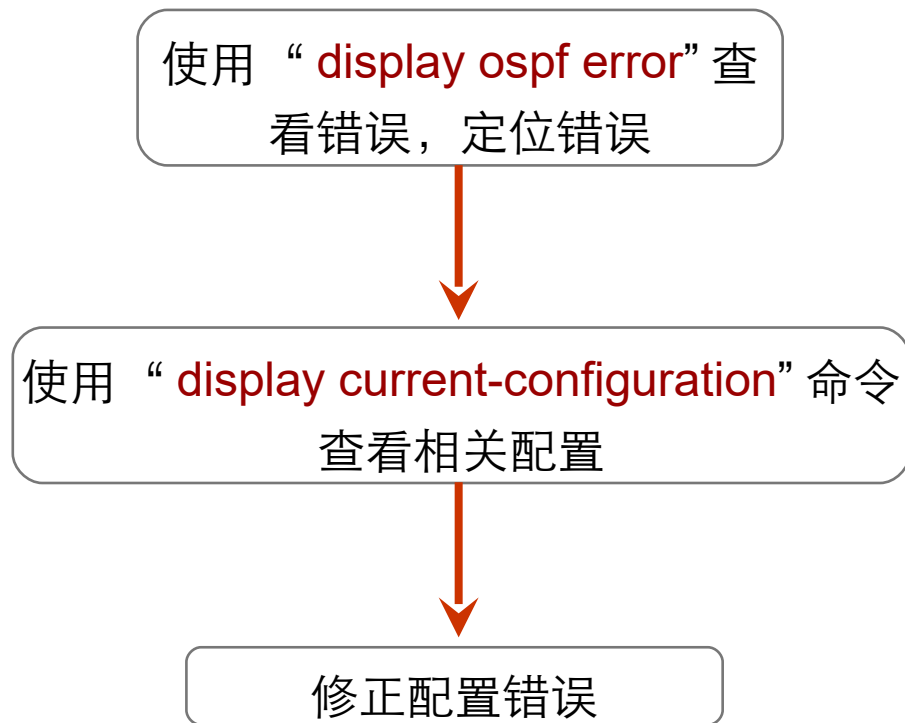 使用 “ display ospf error” 查
看错误，定位错误
使用 “ display current-configuration” 命令
查看相关配置
修正配置错误